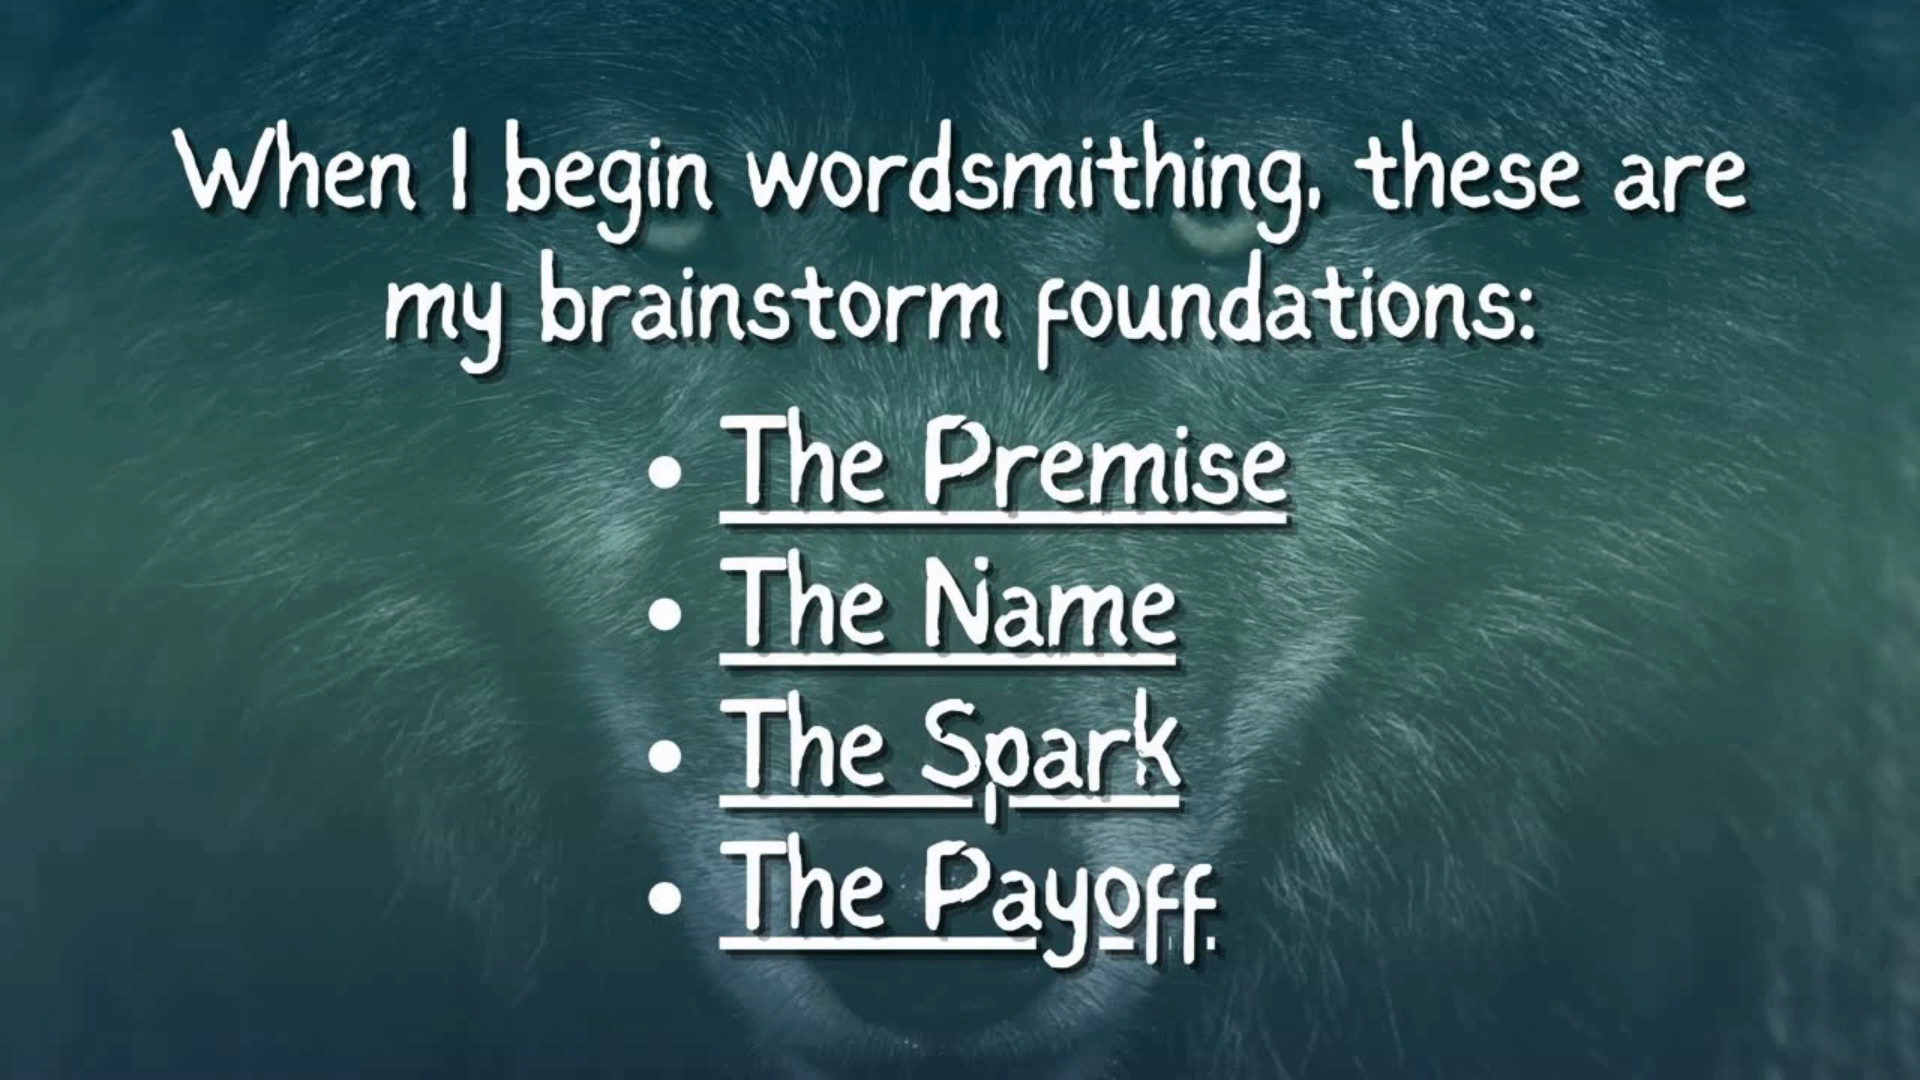 When I begin wordsmithing, these are
my brainstorm foundations:
• The Premise
• The Name
• The Spark
• The Payoff